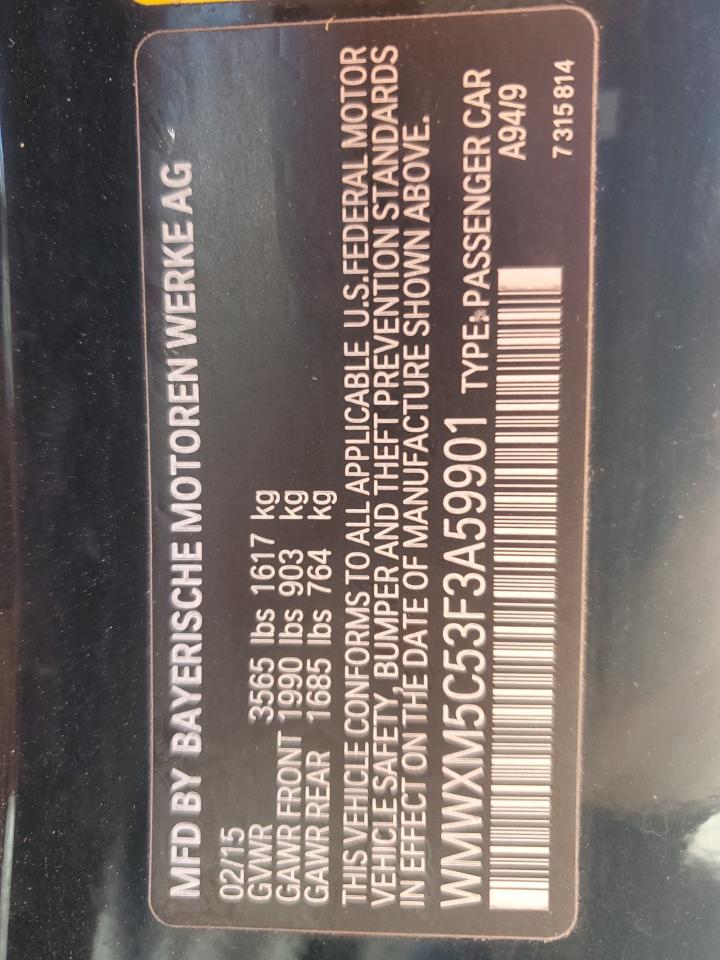 MFD BY BAYERISCHE MOTOREN WERKE AG
02/15
GVWR 3565 lbs 1617 kg
GAWR FRONT 1990 lbs 903 kg
GAWR REAR 1685 lbs 764 kg
THIS VEHICLE CONFORMS TO ALL APPLICABLE U.S.FEDERAL MOTOR
VEHICLE SAFETY, BUMPER AND THEFT PREVENTION STANDARDS
IN EFFECT ON THE DATE OF MANUFACTURE SHOWN ABOVE.
WMWXM5C53F3A59901 TYPE: PASSENGER CAR
A94/9
7 315 814